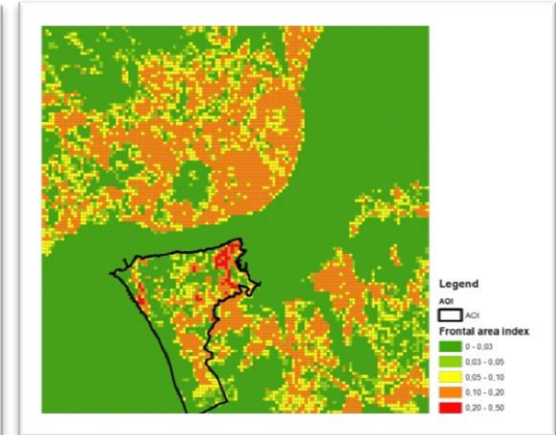 Legend
AOI
AOI
Frontal area index
0 - 0,03
0,03 - 0,05
0,05 - 0,10
0,10 - 0,20
0,20 - 0,50